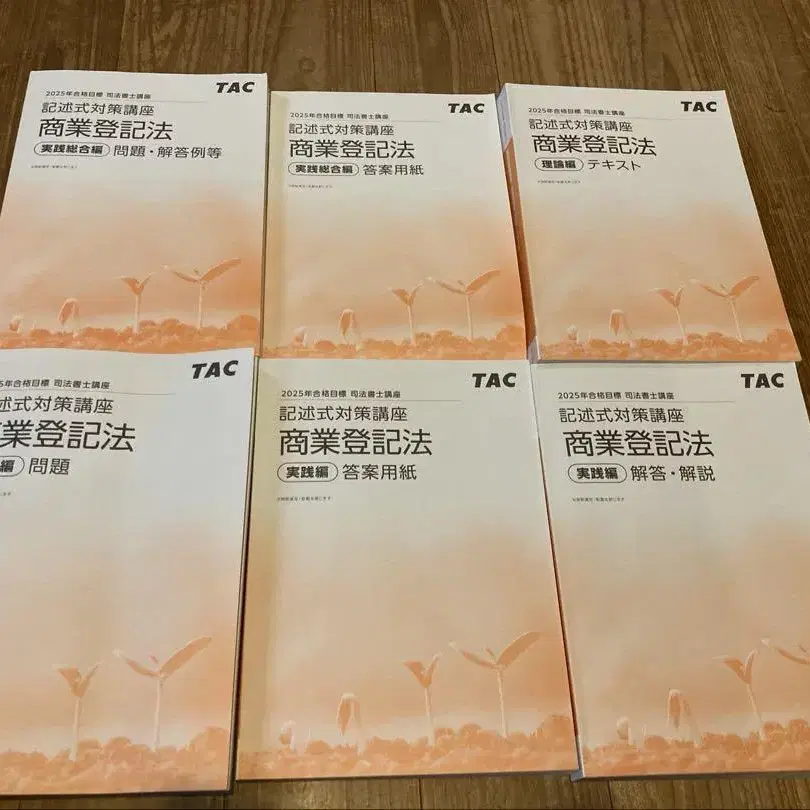 TAC
2025年合格目標 司法書士講座
記述式対策講座
商業登記法
実践総合編 問題・解答例等
TAC
2025年合格目標 司法書士講座
記述式対策講座
商業登記法
実践総合編 答案用紙
TAC
2025年合格目標 司法書士講座
記述式対策講座
商業登記法
理論編 テキスト
TAC
5年合格目標 司法書士講座
述式対策講座
業登記法
編 問題
TAC
2025年合格目標 司法書士講座
記述式対策講座
商業登記法
実践編 答案用紙
TAC
2025年合格目標 司法書士講座
記述式対策講座
商業登記法
実践編 解答・解説